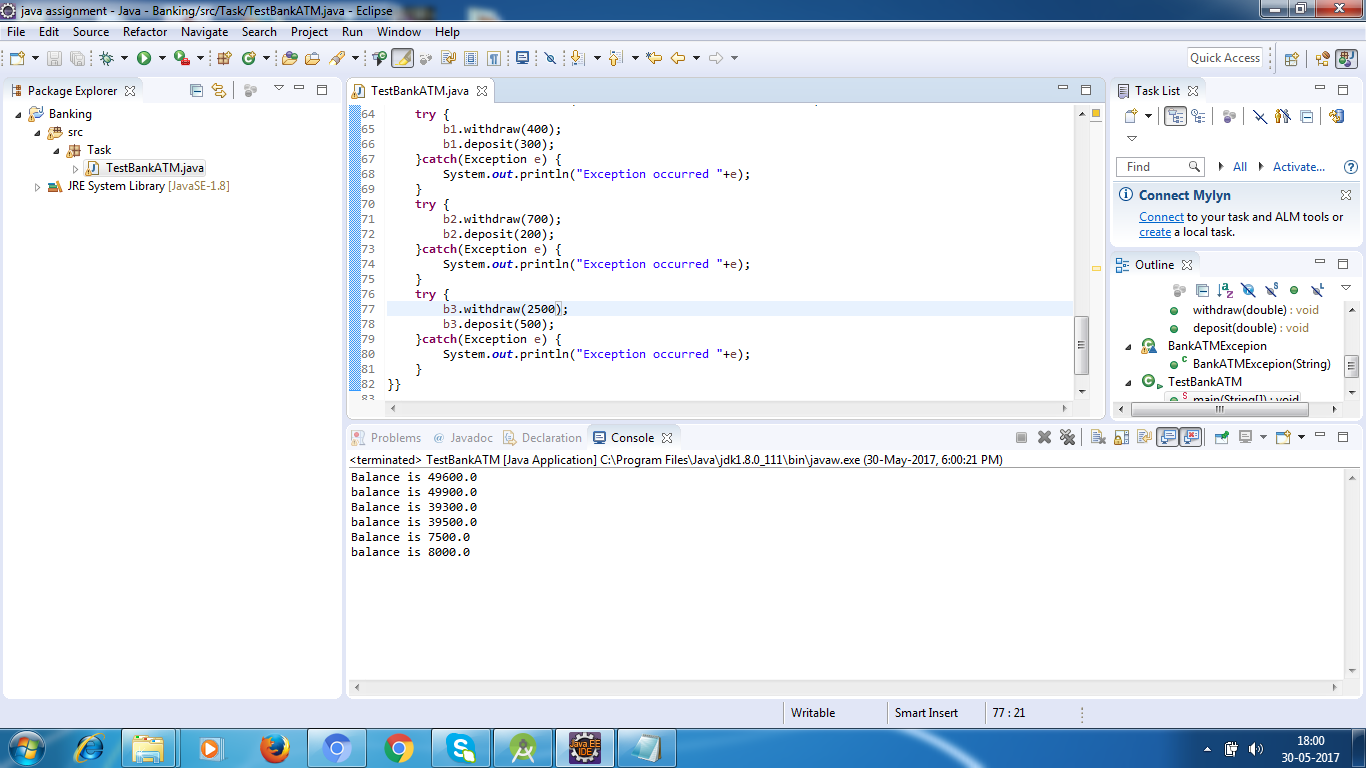 java assignment - Java - Banking/src/Task/TestBankATM.java - Eclipse
File Edit Source Refactor Navigate Search Project Run Window Help
Quick Access
Package Explorer
Banking
src
Task
TestBankATM.java
JRE System Library [JavaSE-1.8]
TestBankATM.java
64 try {
65 b1.withdraw(400);
66 b1.deposit(300);
67 }catch(Exception e) {
68 System.out.println("Exception occurred "+e);
69 }
70 try {
71 b2.withdraw(700);
72 b2.deposit(200);
73 }catch(Exception e) {
74 System.out.println("Exception occurred "+e);
75 }
76 try {
77 b3.withdraw(2500);
78 b3.deposit(500);
79 }catch(Exception e) {
80 System.out.println("Exception occurred "+e);
81 }
82 }}
83
Task List
Find All Activate...
Connect Mylyn
Connect to your task and ALM tools or
create a local task.
Outline
withdraw(double) : void
deposit(double) : void
BankATMExcepion
BankATMExcepion(String)
TestBankATM
main(String[]) : void
Problems Javadoc Declaration Console
<terminated> TestBankATM [Java Application] C:\Program Files\Java\jdk1.8.0_111\bin\javaw.exe (30-May-2017, 6:00:21 PM)
Balance is 49600.0
balance is 49900.0
Balance is 39300.0
balance is 39500.0
Balance is 7500.0
balance is 8000.0
Writable Smart Insert 77 : 21
Java EE
IDE
18:00
30-05-2017